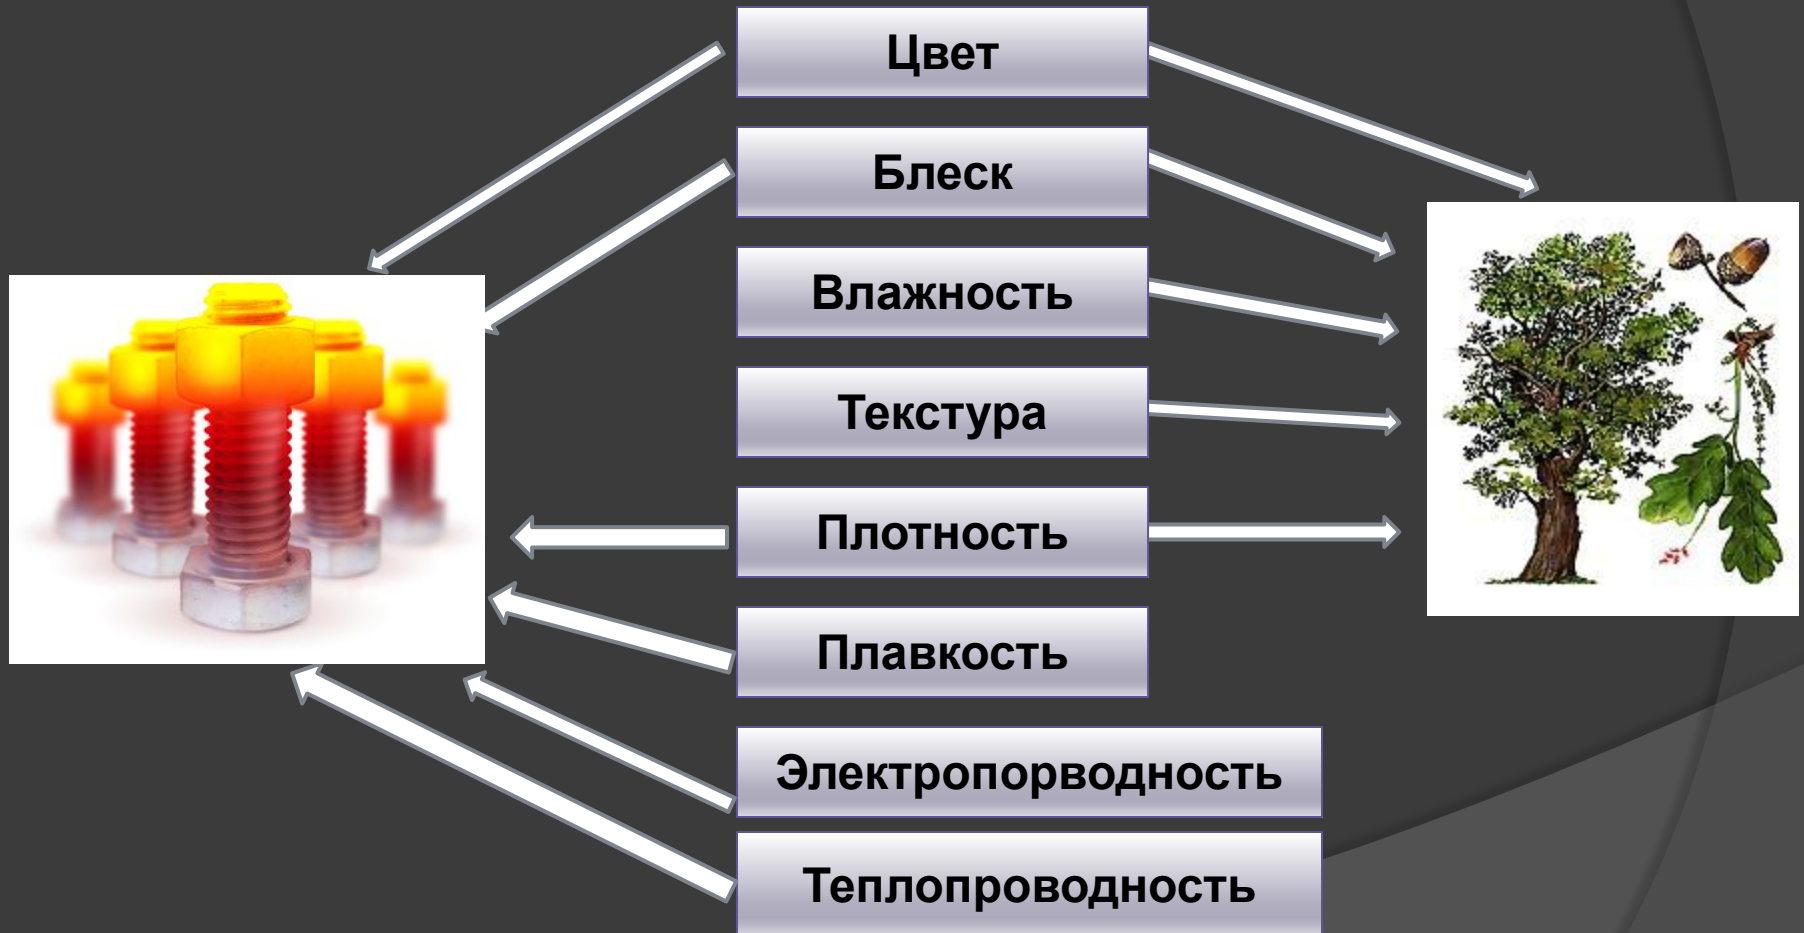 Цвет
Блеск
Влажность
Текстура
Плотность
Плавкость
Электропорводность
Теплопроводность